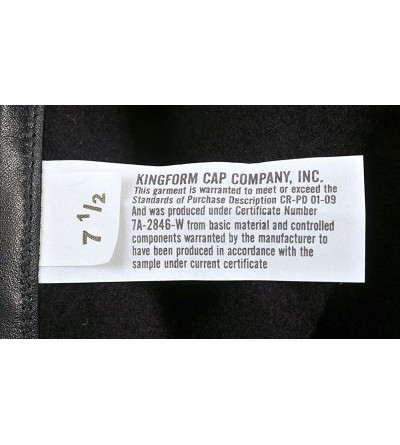 7 1/2
KINGFORM CAP COMPANY, INC.
This garment is warranted to meet or exceed the
Standards of Purchase Description CR-PD 01-09
And was produced under Certificate Number
7A-2846-W from basic material and controlled
components warranted by the manufacturer to
have been produced in accordance with the
sample under current certificate